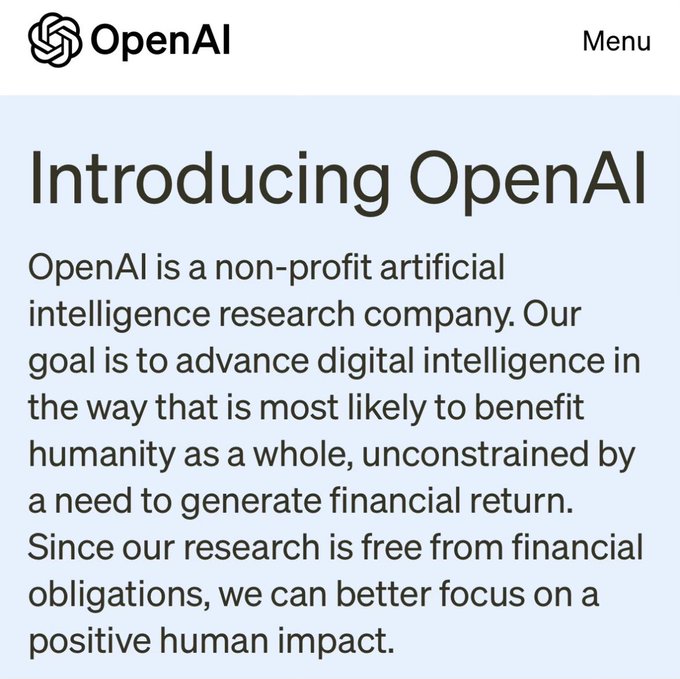 OpenAI
Menu
Introducing OpenAI
OpenAI is a non-profit artificial
intelligence research company. Our
goal is to advance digital intelligence in
the way that is most likely to benefit
humanity as a whole, unconstrained by
a need to generate financial return.
Since our research is free from financial
obligations, we can better focus on a
positive human impact.